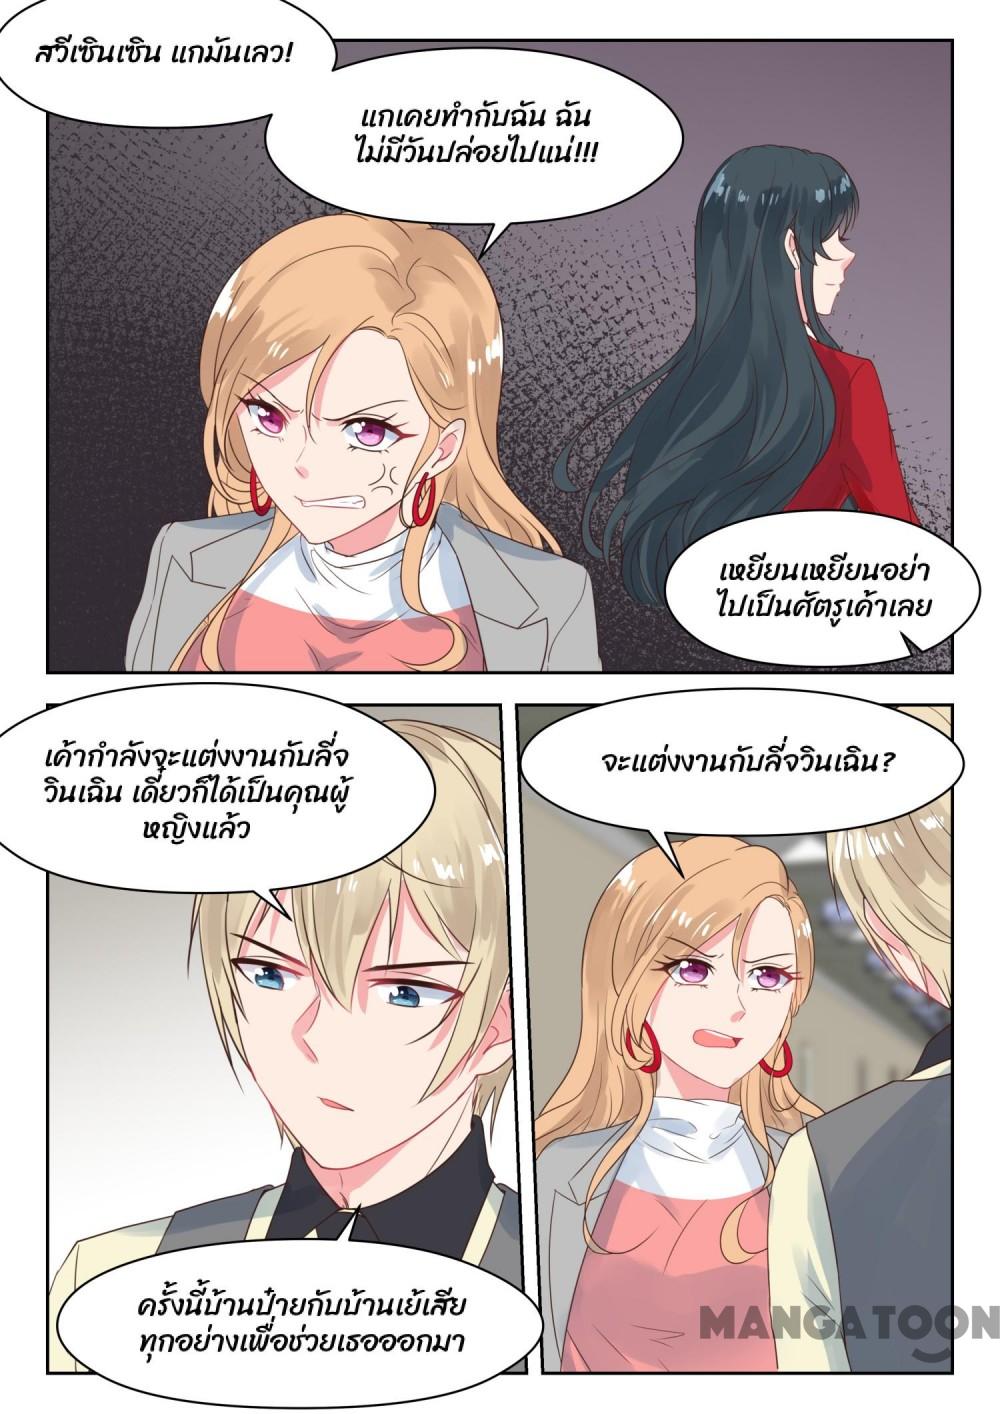 สวีเซินเซิน แกมันเลว!
แกเคยทำกับฉัน ฉัน
ไม่มีวันปล่อยไปแน่!!!
เหยียนเหยียนอย่า
ไปเป็นศัตรูเค้าเลย
เค้ากำลังจะแต่งงานกับลี่จ
วินเฉิน เดี๋ยวก็ได้เป็นคุณผู้
หญิงแล้ว
จะแต่งงานกับลี่จวินเฉิน?
ครั้งนี้บ้านป๋ายกับบ้านเย้เสีย
ทุกอย่างเพื่อช่วยเธอออกมา
MANGATOON